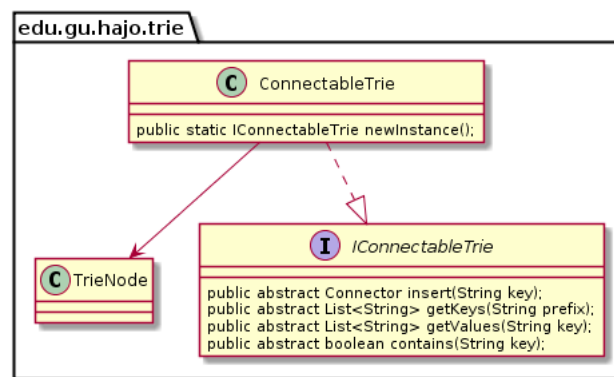 edu.gu.hajo.trie
C ConnectableTrie
public static IConnectableTrie newInstance();
C TrieNode
I IConnectableTrie
public abstract Connector insert(String key);
public abstract List<String> getKeys(String prefix);
public abstract List<String> getValues(String key);
public abstract boolean contains(String key);